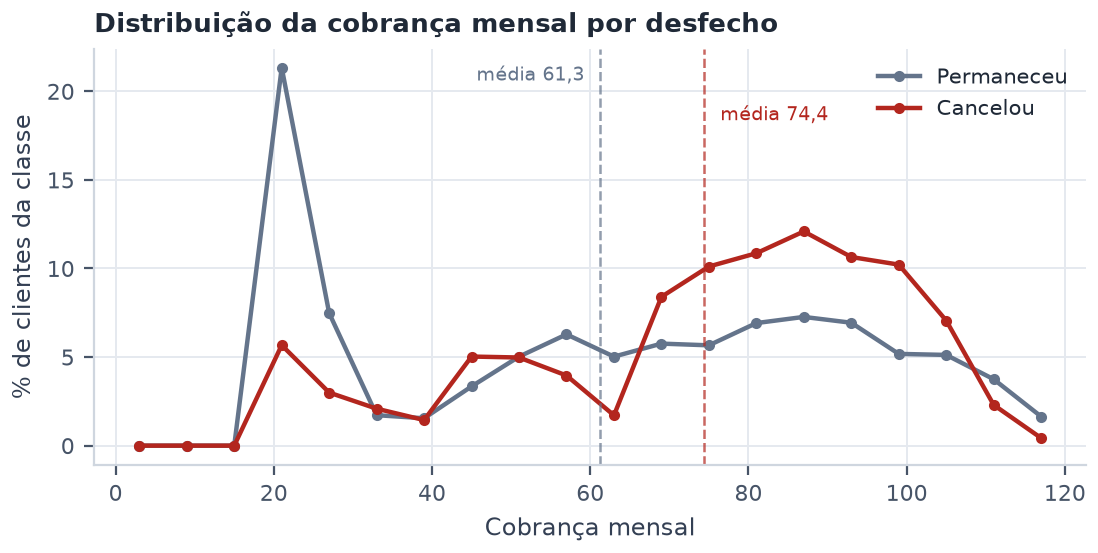 Distribuição da cobrança mensal por desfecho
média 61,3
média 74,4
Permaneceu
Cancelou
% de clientes da classe
20
15
10
5
0
0 20 40 60 80 100 120
Cobrança mensal